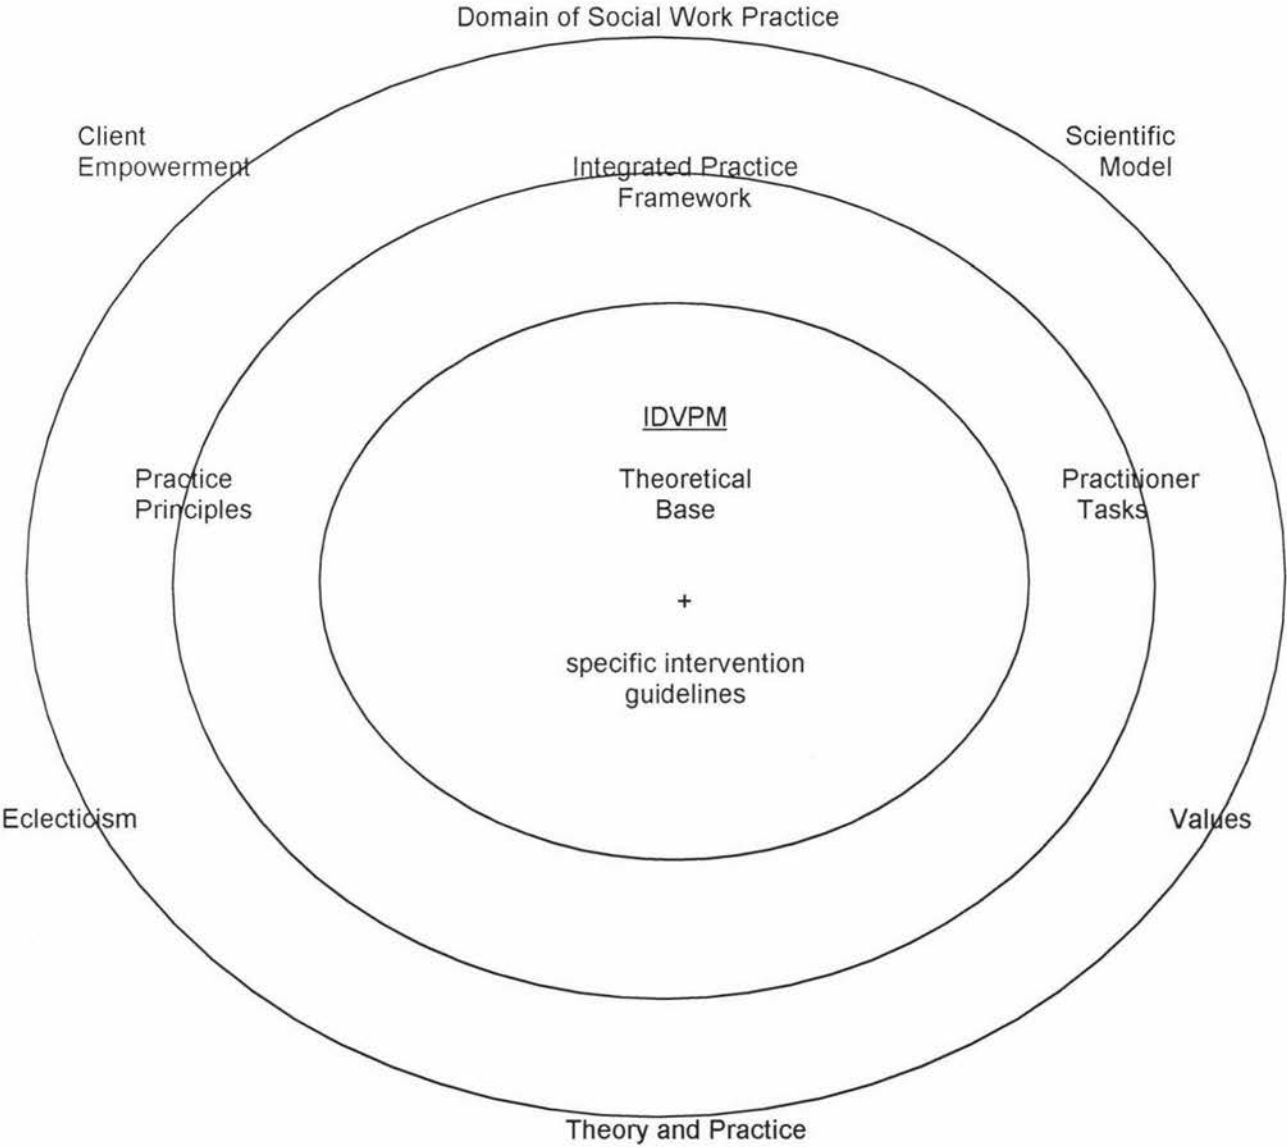 Domain of Social Work Practice
Client
Empowerment
Scientific
Model
Integrated Practice
Framework
IDVPM
Practice
Principles
Theoretical
Base
Practitioner
Tasks
+
specific intervention
guidelines
Eclecticism
Values
Theory and Practice